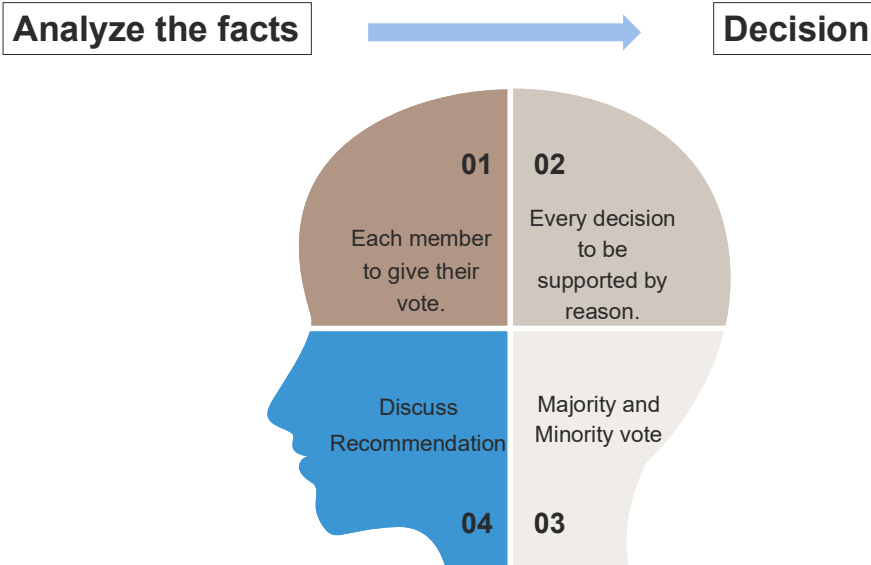 Analyze the facts
Decision
01
Each member
to give their
vote.
02
Every decision
to be
supported by
reason.
Discuss
Recommendation
04
Majority and
Minority vote
03